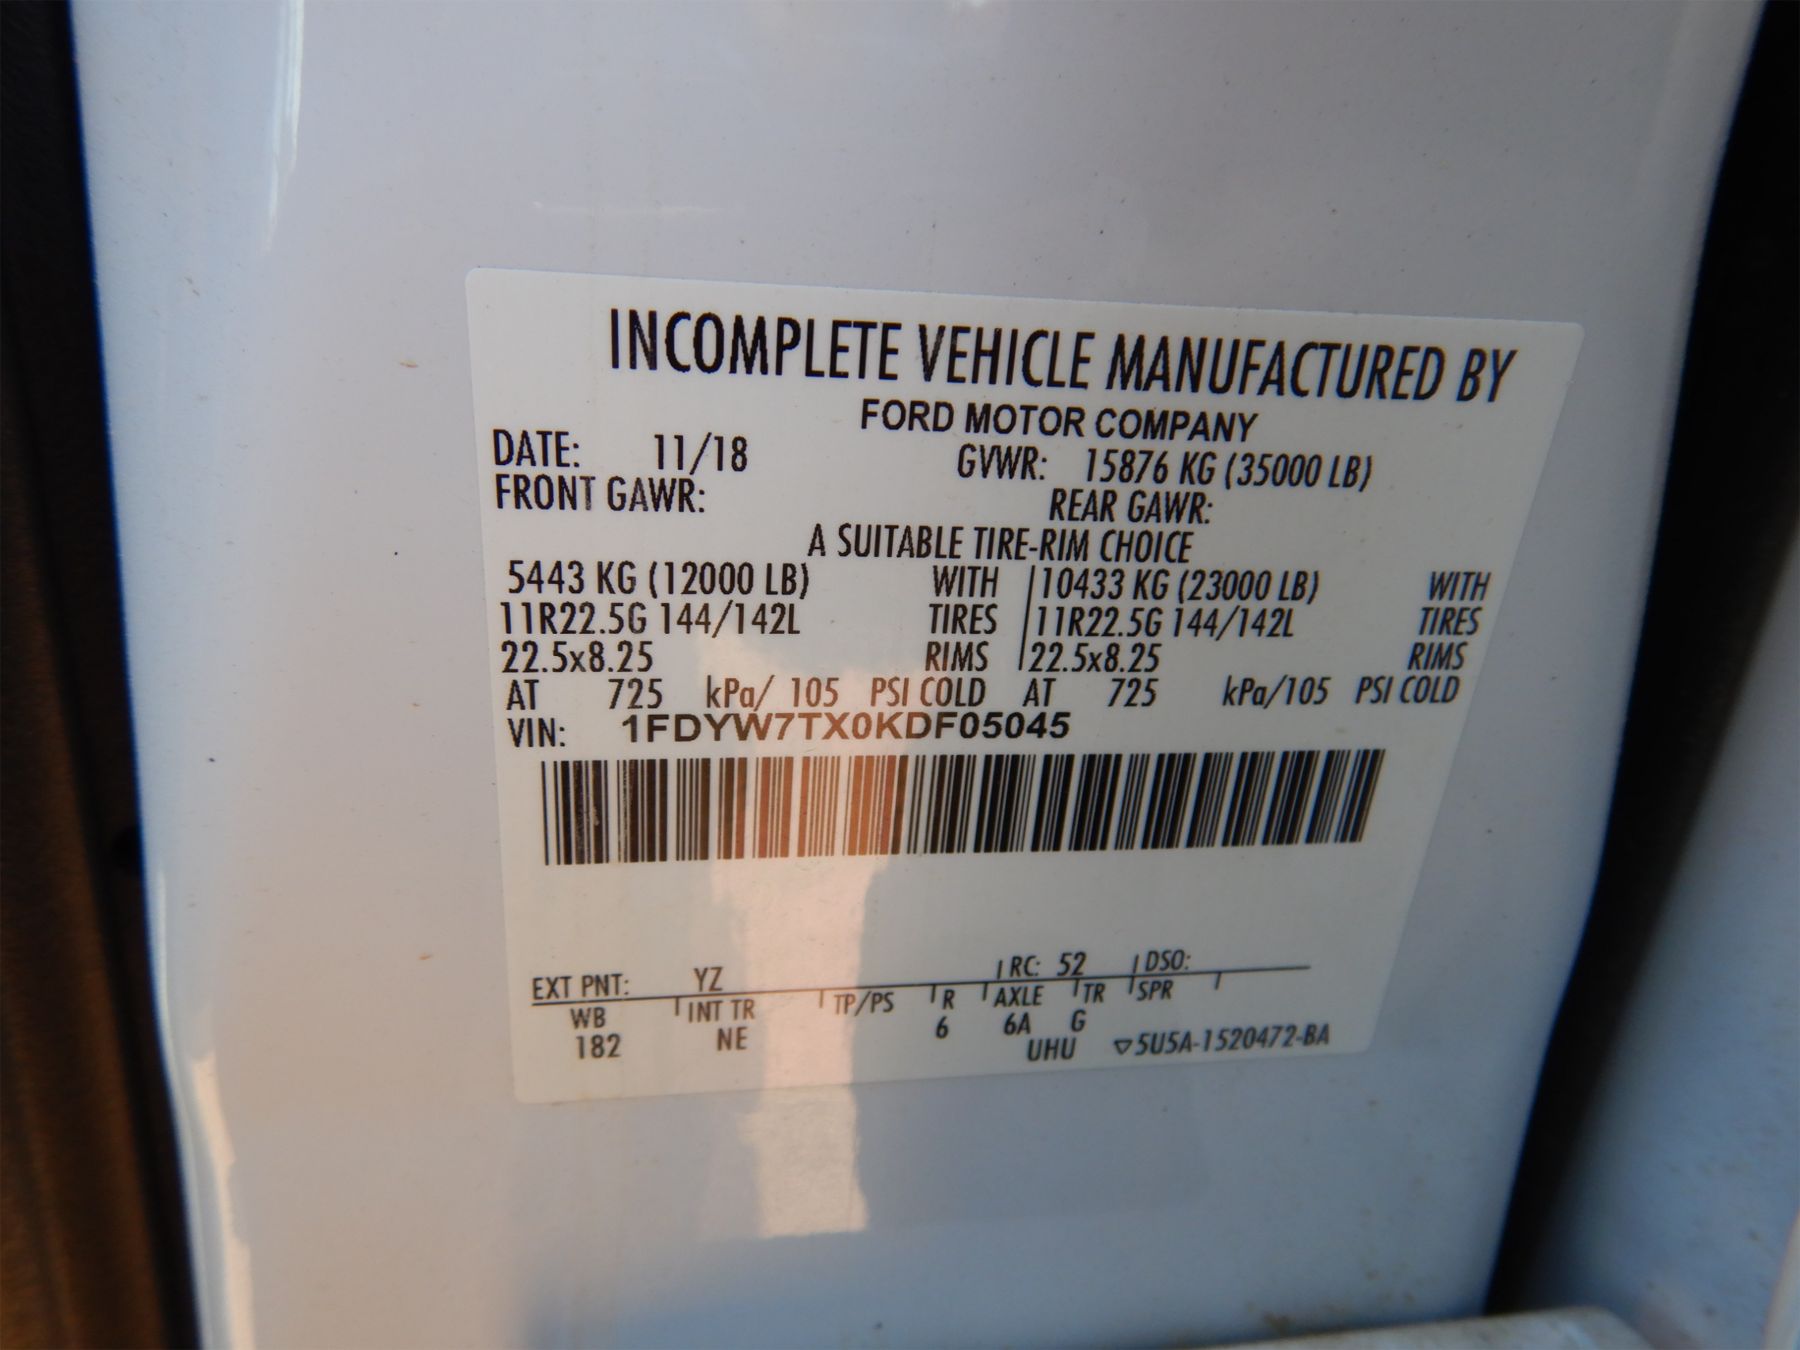 INCOMPLETE VEHICLE MANUFACTURED BY
FORD MOTOR COMPANY
DATE: 11/18 GVWR: 15876 KG (35000 LB)
FRONT GAWR: REAR GAWR:
A SUITABLE TIRE-RIM CHOICE
5443 KG (12000 LB) WITH 10433 KG (23000 LB) WITH
11R22.5G 144/142L TIRES 11R22.5G 144/142L TIRES
22.5x8.25 RIMS 22.5x8.25 RIMS
AT 725 kPa/ 105 PSI COLD AT 725 kPa/105 PSI COLD
VIN: 1FDYW7TX0KDF05045
EXT PNT: YZ RC: 52 DSO:
WB INT TR TP/PS R AXLE TR SPR
182 NE 6 6A G
UHU ▽5U5A-1520472-BA